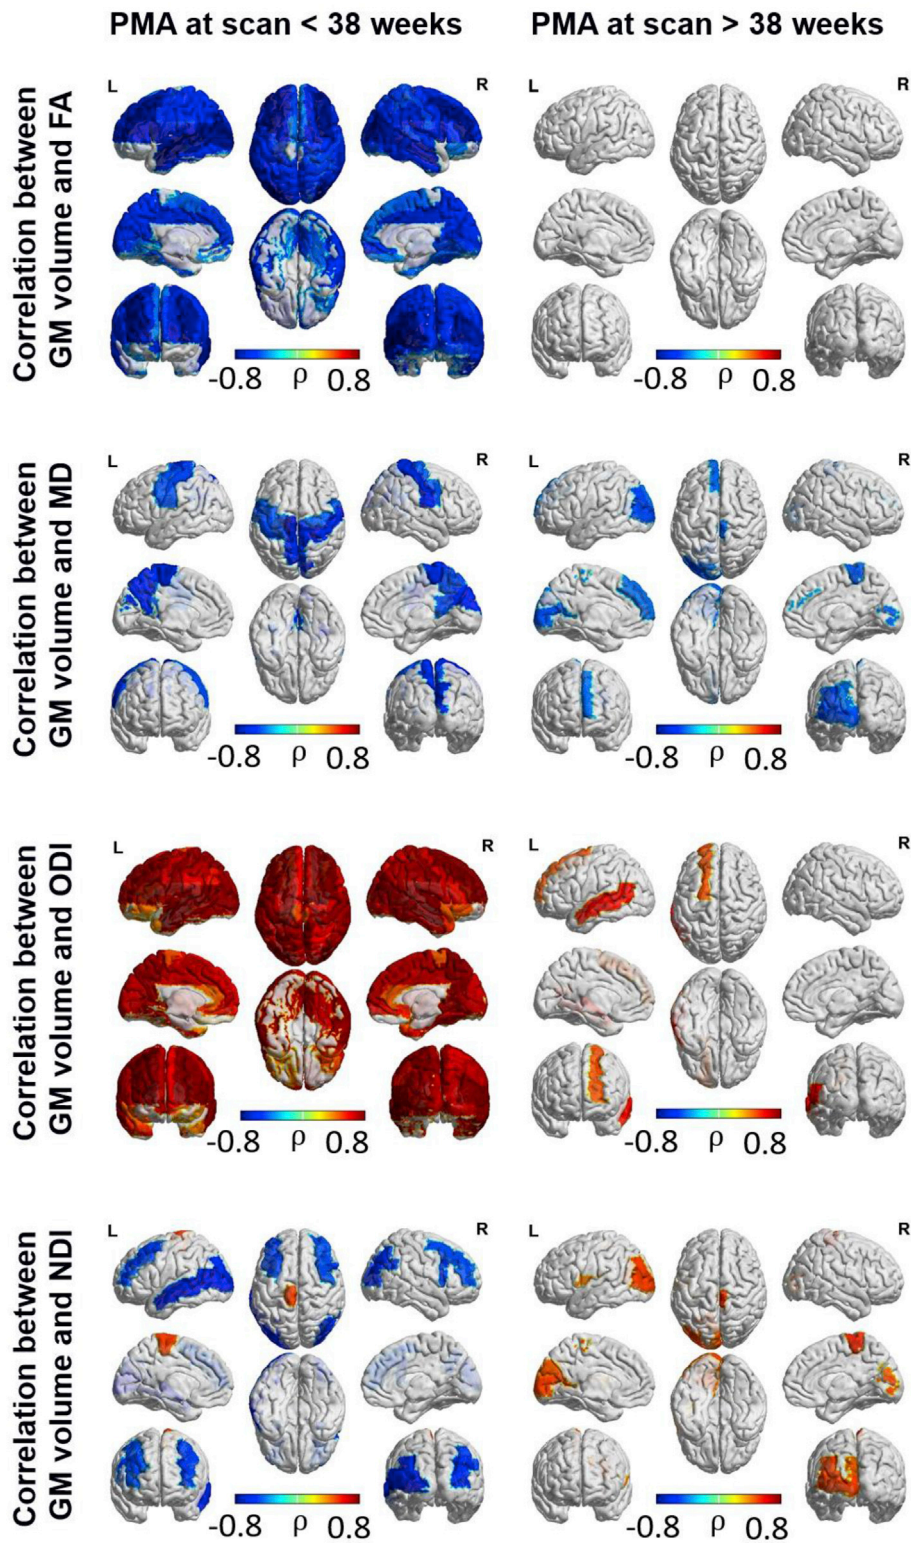 PMA at scan < 38 weeks
PMA at scan > 38 weeks
Correlation between
GM volume and FA
L
R
-0.8 ρ 0.8
L
R
-0.8 ρ 0.8
Correlation between
GM volume and MD
L
R
-0.8 ρ 0.8
L
R
-0.8 ρ 0.8
Correlation between
GM volume and ODI
L
R
-0.8 ρ 0.8
L
R
-0.8 ρ 0.8
Correlation between
GM volume and NDI
L
R
-0.8 ρ 0.8
L
R
-0.8 ρ 0.8